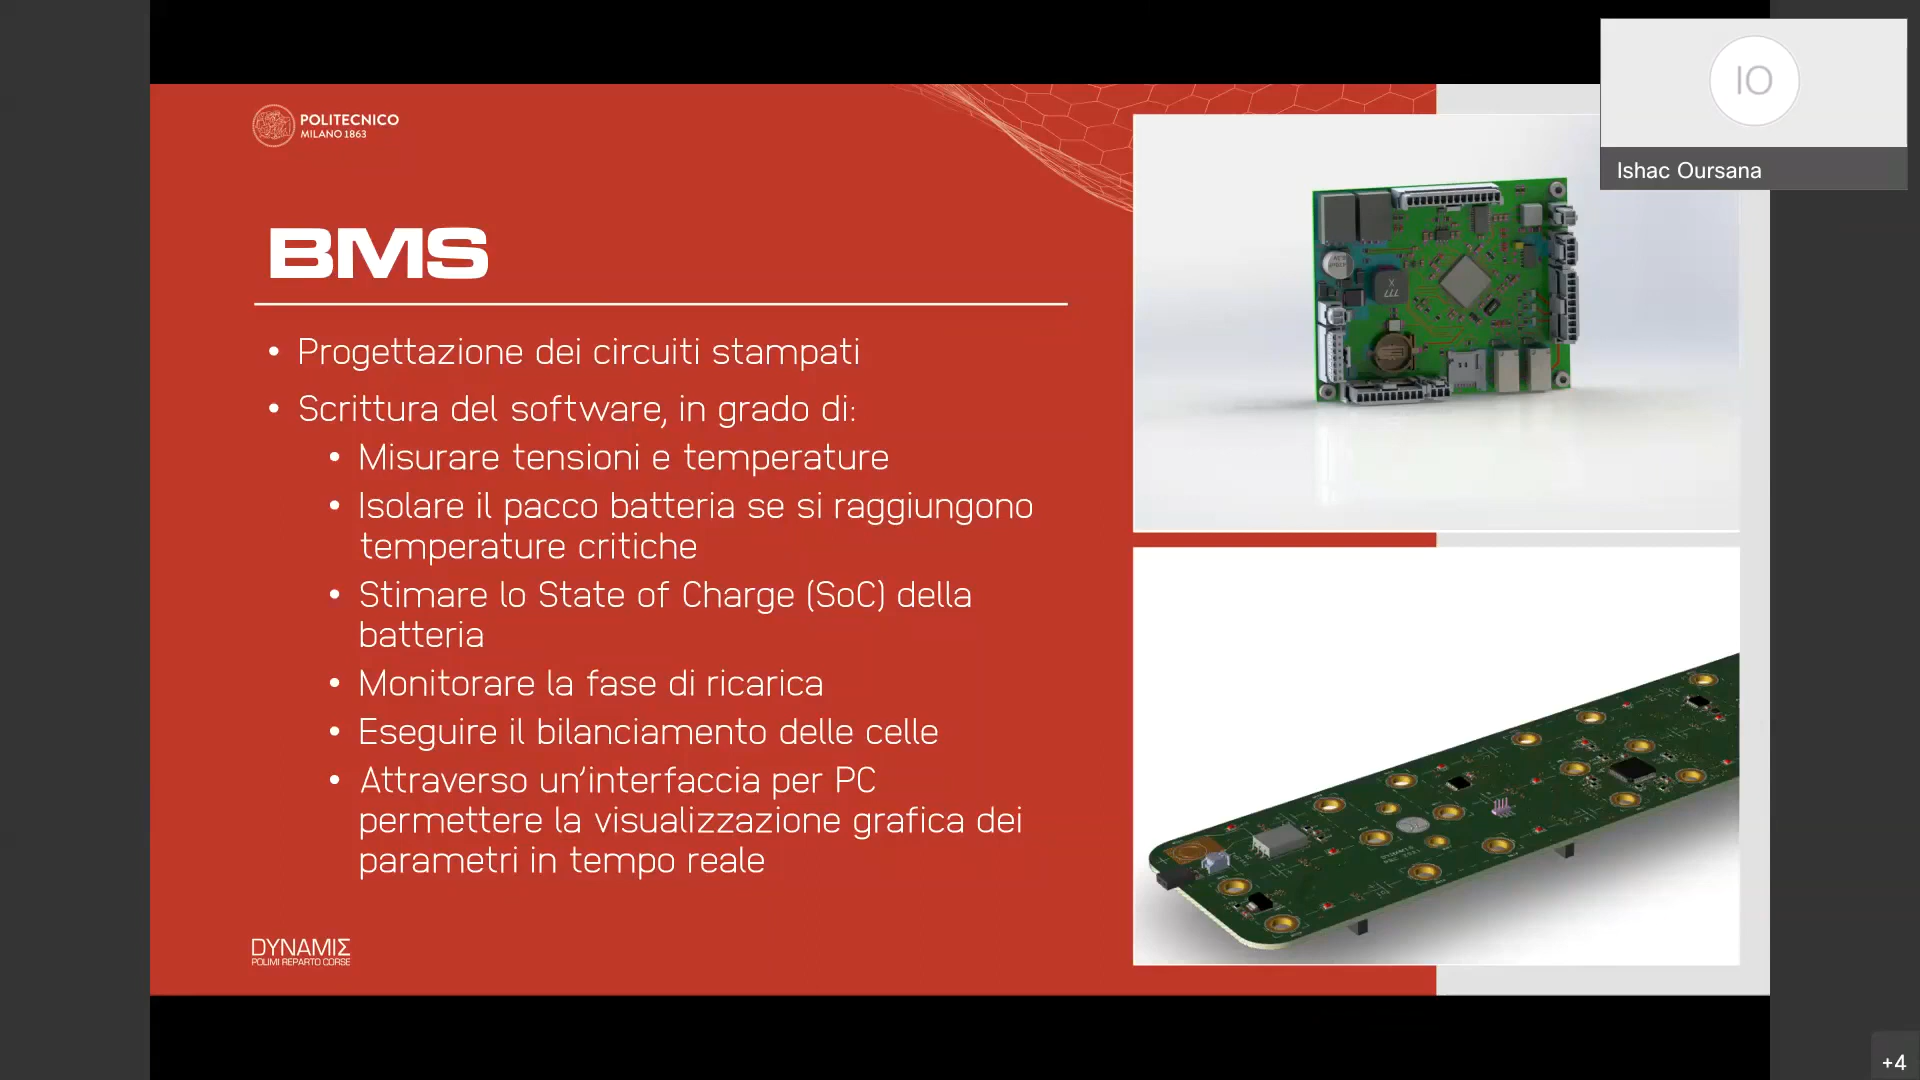 POLITECNICO
MILANO 1863
BMS
• Progettazione dei circuiti stampati
• Scrittura del software, in grado di:
• Misurare tensioni e temperature
• Isolare il pacco batteria se si raggiungono
temperature critiche
• Stimare lo State of Charge (SoC) della
batteria
• Monitorare la fase di ricarica
• Eseguire il bilanciamento delle celle
• Attraverso un’interfaccia per PC
permettere la visualizzazione grafica dei
parametri in tempo reale
DYNAMIΣ
POLIMI REPARTO CORSE
IO
Ishac Oursana
+4